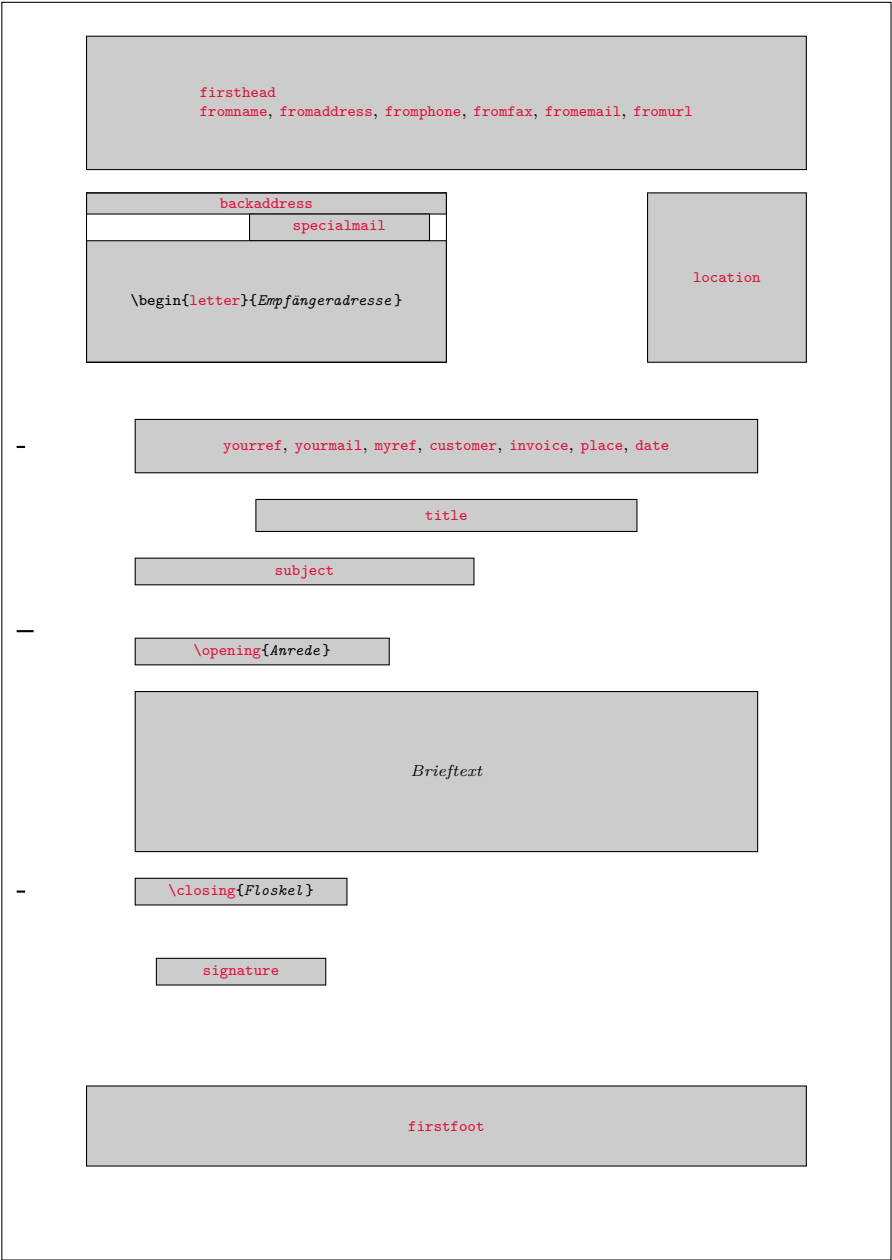 firsthead
fromname, fromaddress, fromphone, fromfax, fromemail, fromurl
backaddress
specialmail
\begin{letter}{Empfängeradresse}
location
yourref, yourmail, myref, customer, invoice, place, date
title
subject
\opening{Anrede}
Brieftext
\closing{Floskel}
signature
firstfoot